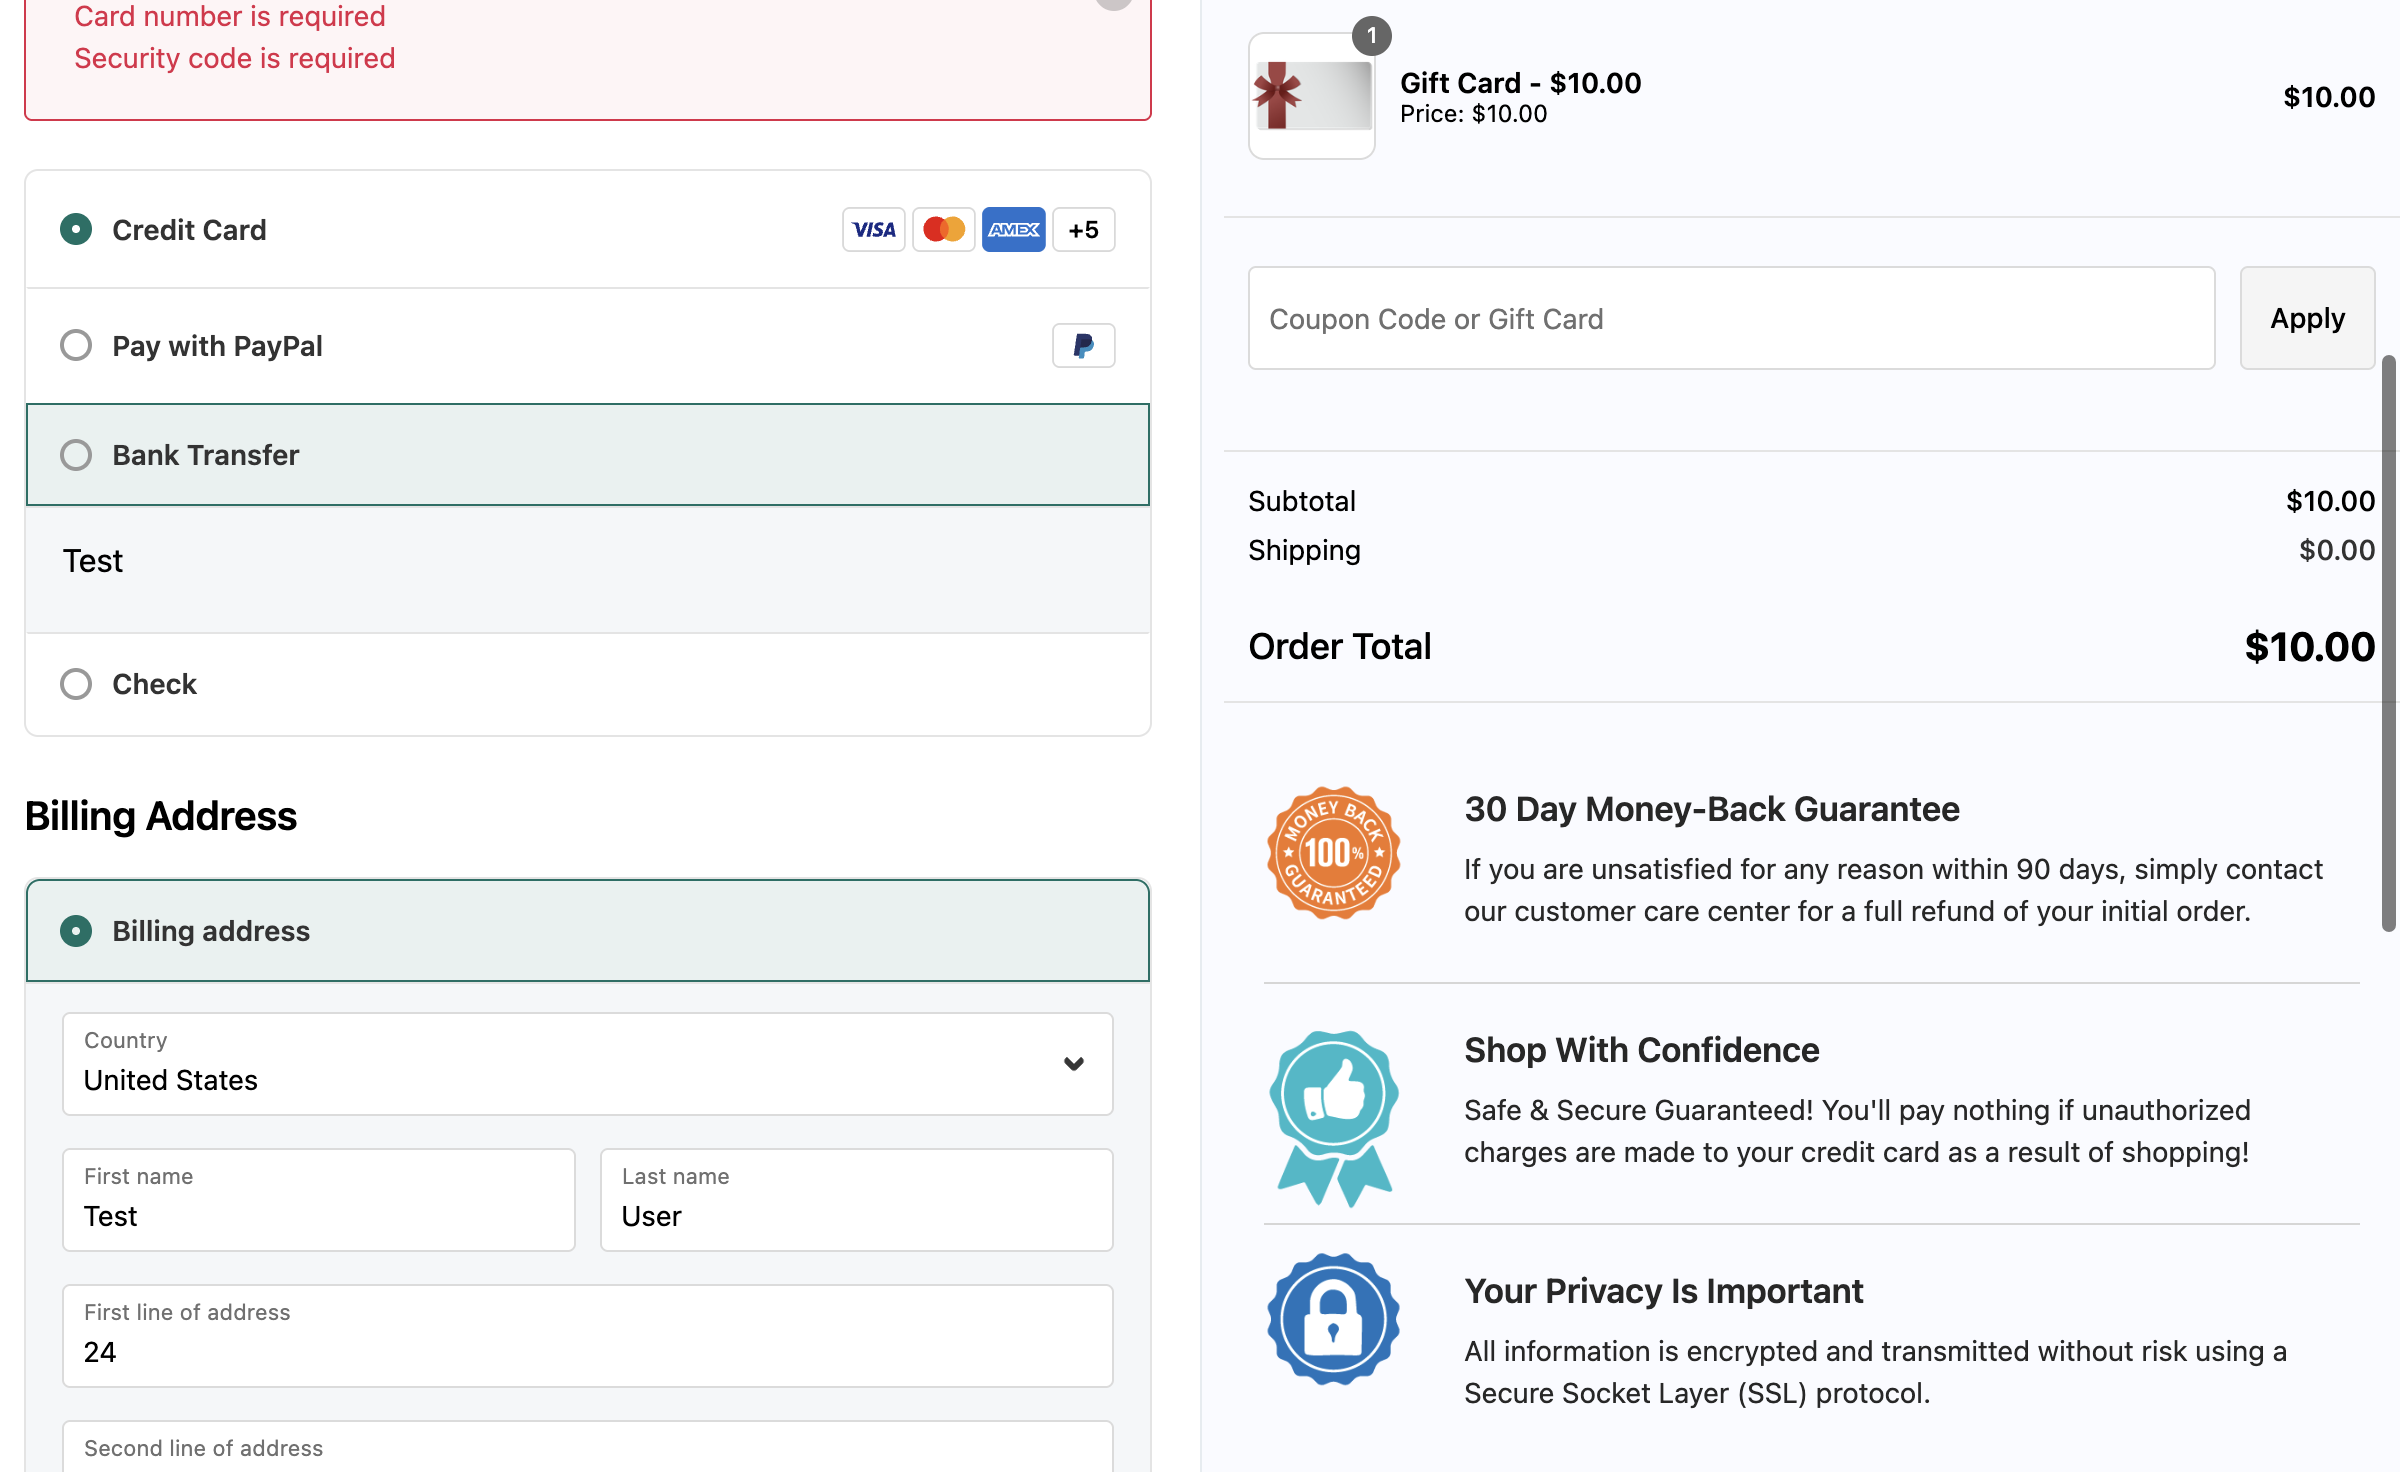 Card number is required
Security code is required
Credit Card
VISA
AMEX
+5
Pay with PayPal
Bank Transfer
Test
Check
Billing Address
Billing address
Country
United States
First name
Test
Last name
User
First line of address
24
Second line of address
1
Gift Card - $10.00
Price: $10.00
$10.00
Coupon Code or Gift Card
Apply
Subtotal
$10.00
Shipping
$0.00
Order Total
$10.00
MONEY BACK
100%
GUARANTEED
30 Day Money-Back Guarantee
If you are unsatisfied for any reason within 90 days, simply contact
our customer care center for a full refund of your initial order.
Shop With Confidence
Safe & Secure Guaranteed! You'll pay nothing if unauthorized
charges are made to your credit card as a result of shopping!
Your Privacy Is Important
All information is encrypted and transmitted without risk using a
Secure Socket Layer (SSL) protocol.